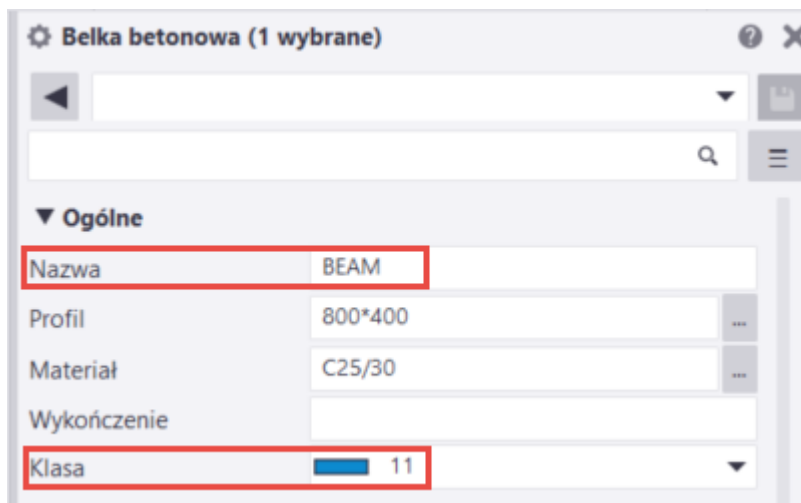 Belka betonowa (1 wybrane)
Ogólne
Nazwa BEAM
Profil 800*400 ...
Materiał C25/30 ...
Wykończenie
Klasa 11